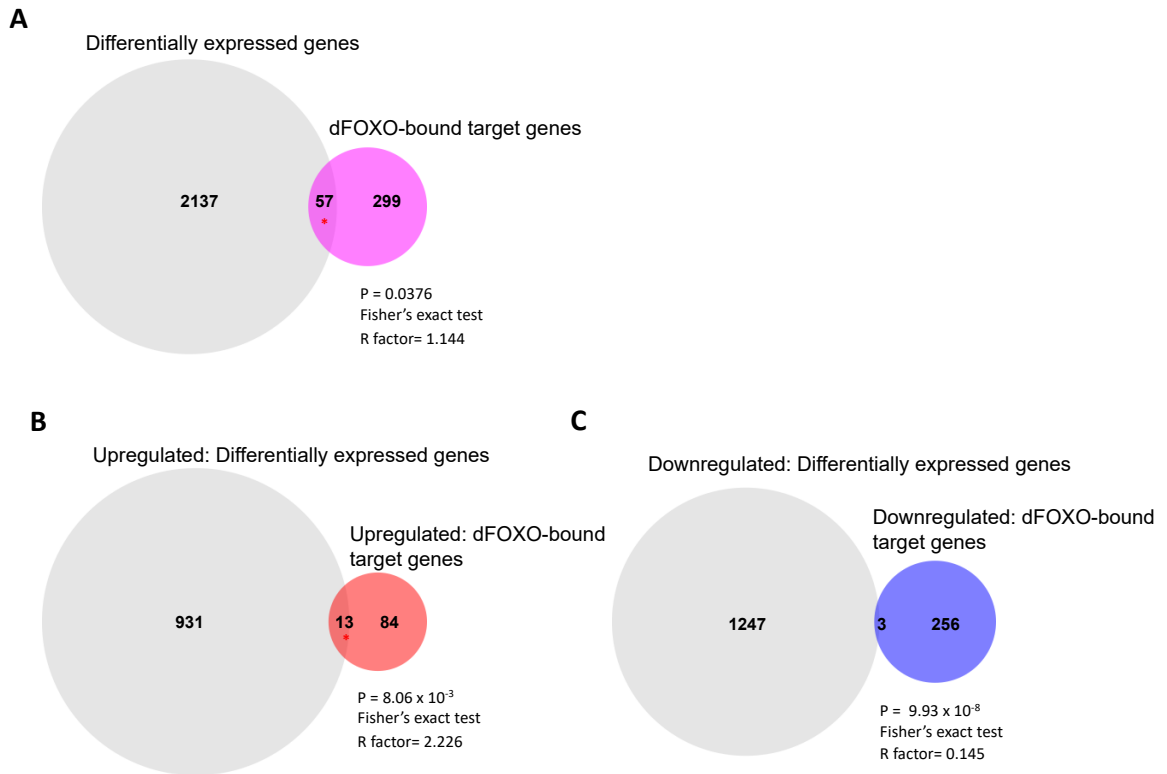 A
Differentially expressed genes
dFOXO-bound target genes
2137
57
299
*
P = 0.0376
Fisher’s exact test
R factor= 1.144
B
Upregulated: Differentially expressed genes
Upregulated: dFOXO-bound
target genes
931
13
84
*
P = 8.06 x 10⁻³
Fisher’s exact test
R factor= 2.226
C
Downregulated: Differentially expressed genes
Downregulated: dFOXO-bound
target genes
1247
3
256
P = 9.93 x 10⁻⁸
Fisher’s exact test
R factor= 0.145